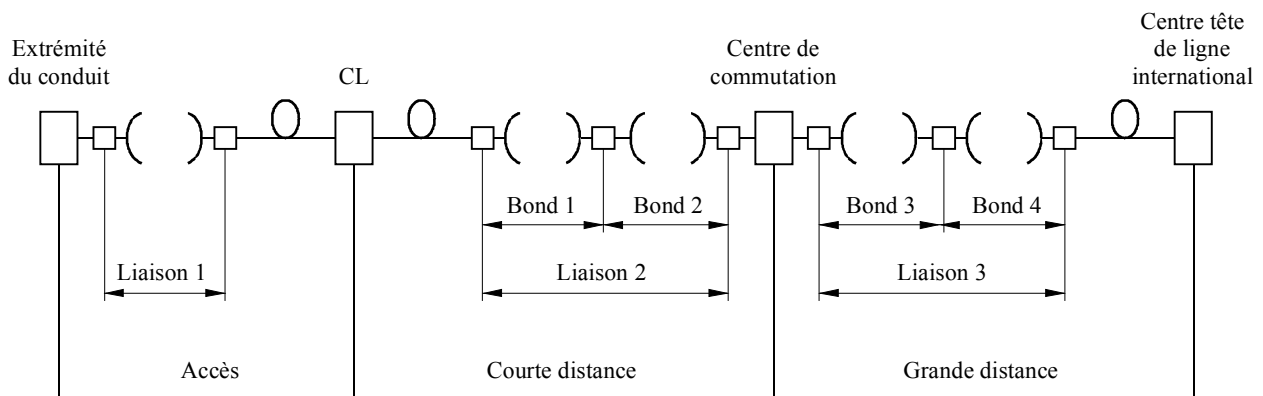 Extrémité
du conduit
CL
Centre de
commutation
Centre tête
de ligne
international
Bond 1
Bond 2
Bond 3
Bond 4
Liaison 1
Liaison 2
Liaison 3
Accès
Courte distance
Grande distance